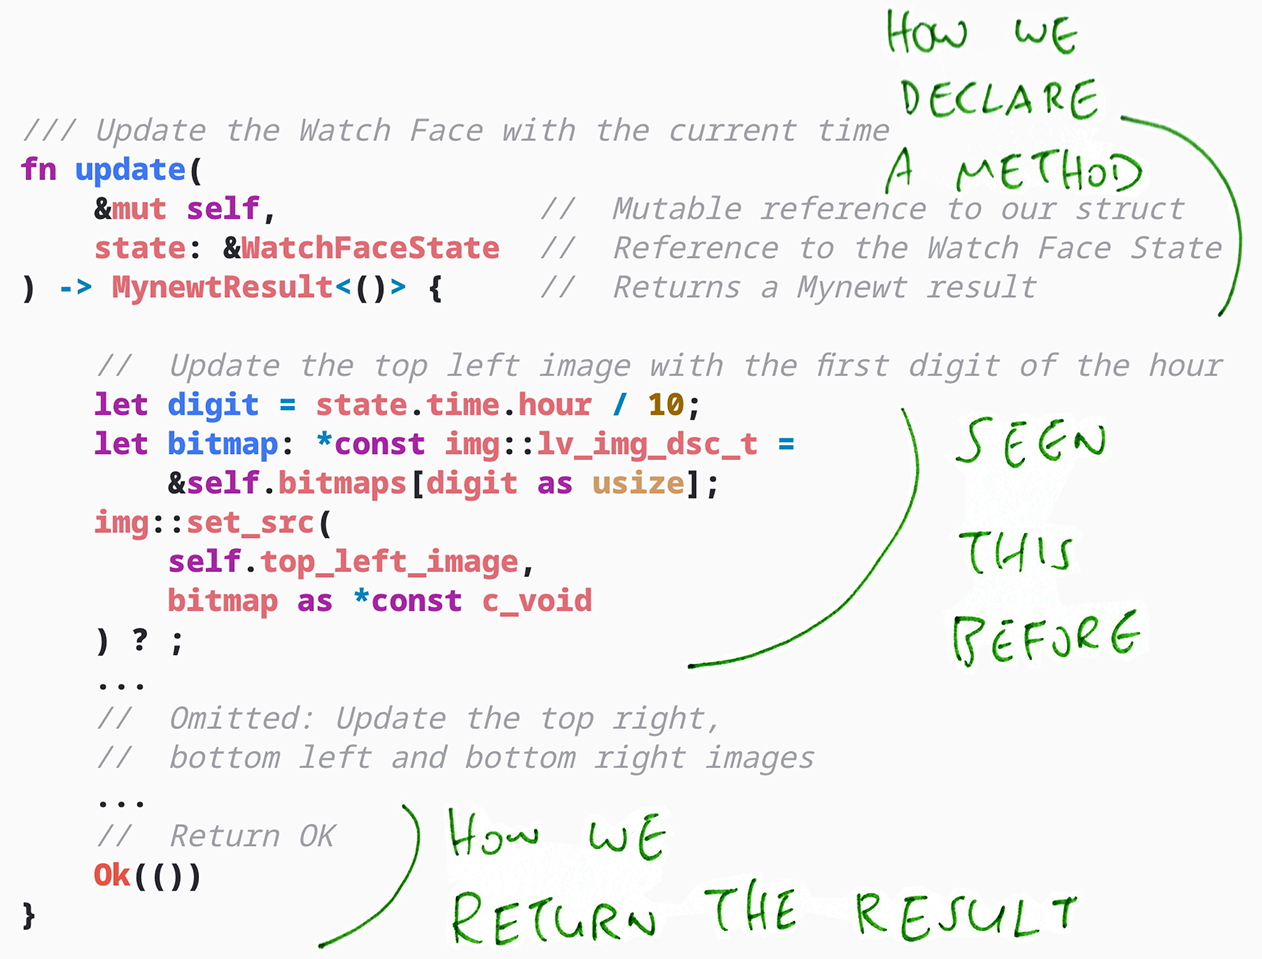 HOW WE
DECLARE
A METHOD
/// Update the Watch Face with the current time
fn update(
    &mut self,               //  Mutable reference to our struct
    state: &WatchFaceState  //  Reference to the Watch Face State
) -> MynewtResult<()> {     //  Returns a Mynewt result
    //  Update the top left image with the first digit of the hour
    let digit = state.time.hour / 10;
    let bitmap: *const img::lv_img_dsc_t =
        &self.bitmaps[digit as usize];
    img::set_src(
        self.top_left_image,
        bitmap as *const c_void
    ) ? ;
SEEN
THIS
BEFORE
    ...
    //  Omitted: Update the top right,
    //  bottom left and bottom right images
    ...
    //  Return OK
    Ok(())
}
HOW WE
RETURN THE RESULT